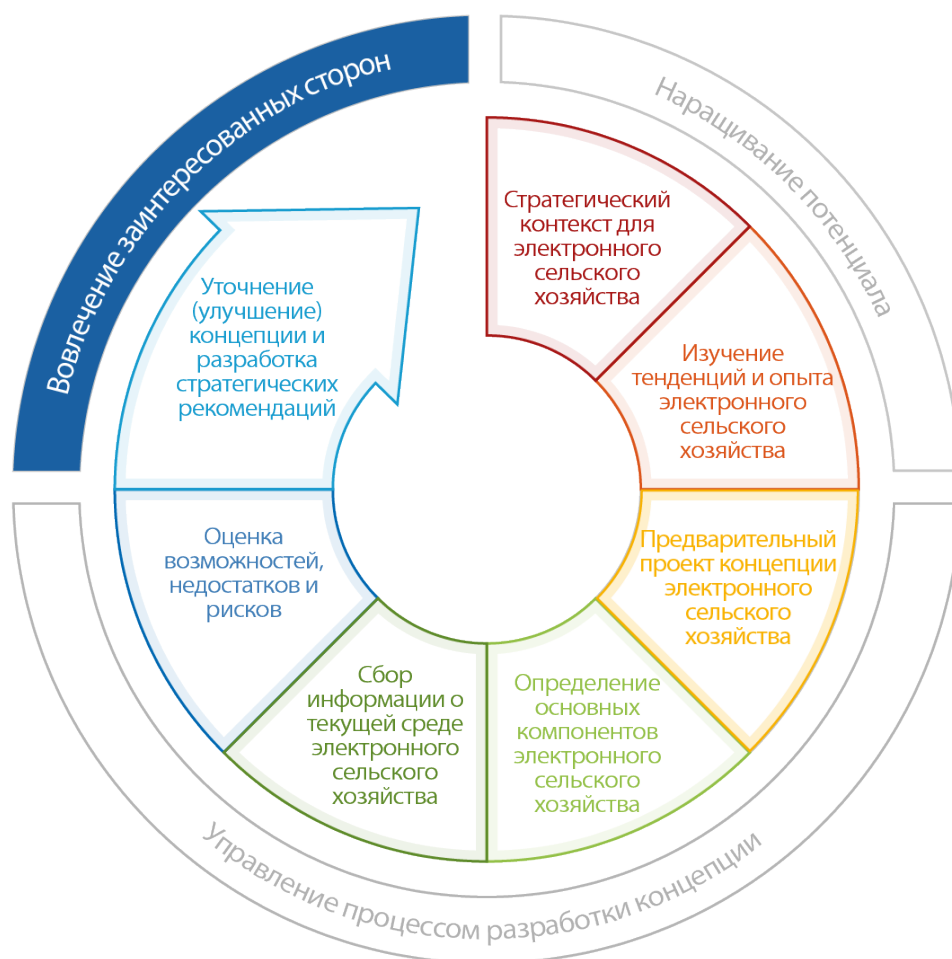 Вовлечение заинтересованных сторон
Наращивание потенциала
Стратегический
контекст для
электронного
сельского
хозяйства
Изучение
тенденций и опыта
электронного
сельского
хозяйства
Предварительный
проект концепции
электронного
сельского
хозяйства
Определение
основных
компонентов
электронного
сельского
хозяйства
Сбор
информации о
текущей среде
электронного
сельского
хозяйства
Оценка
возможностей,
недостатков и
рисков
Уточнение
(улучшение)
концепции и
разработка
стратегических
рекомендаций
Управление процессом разработки концепции